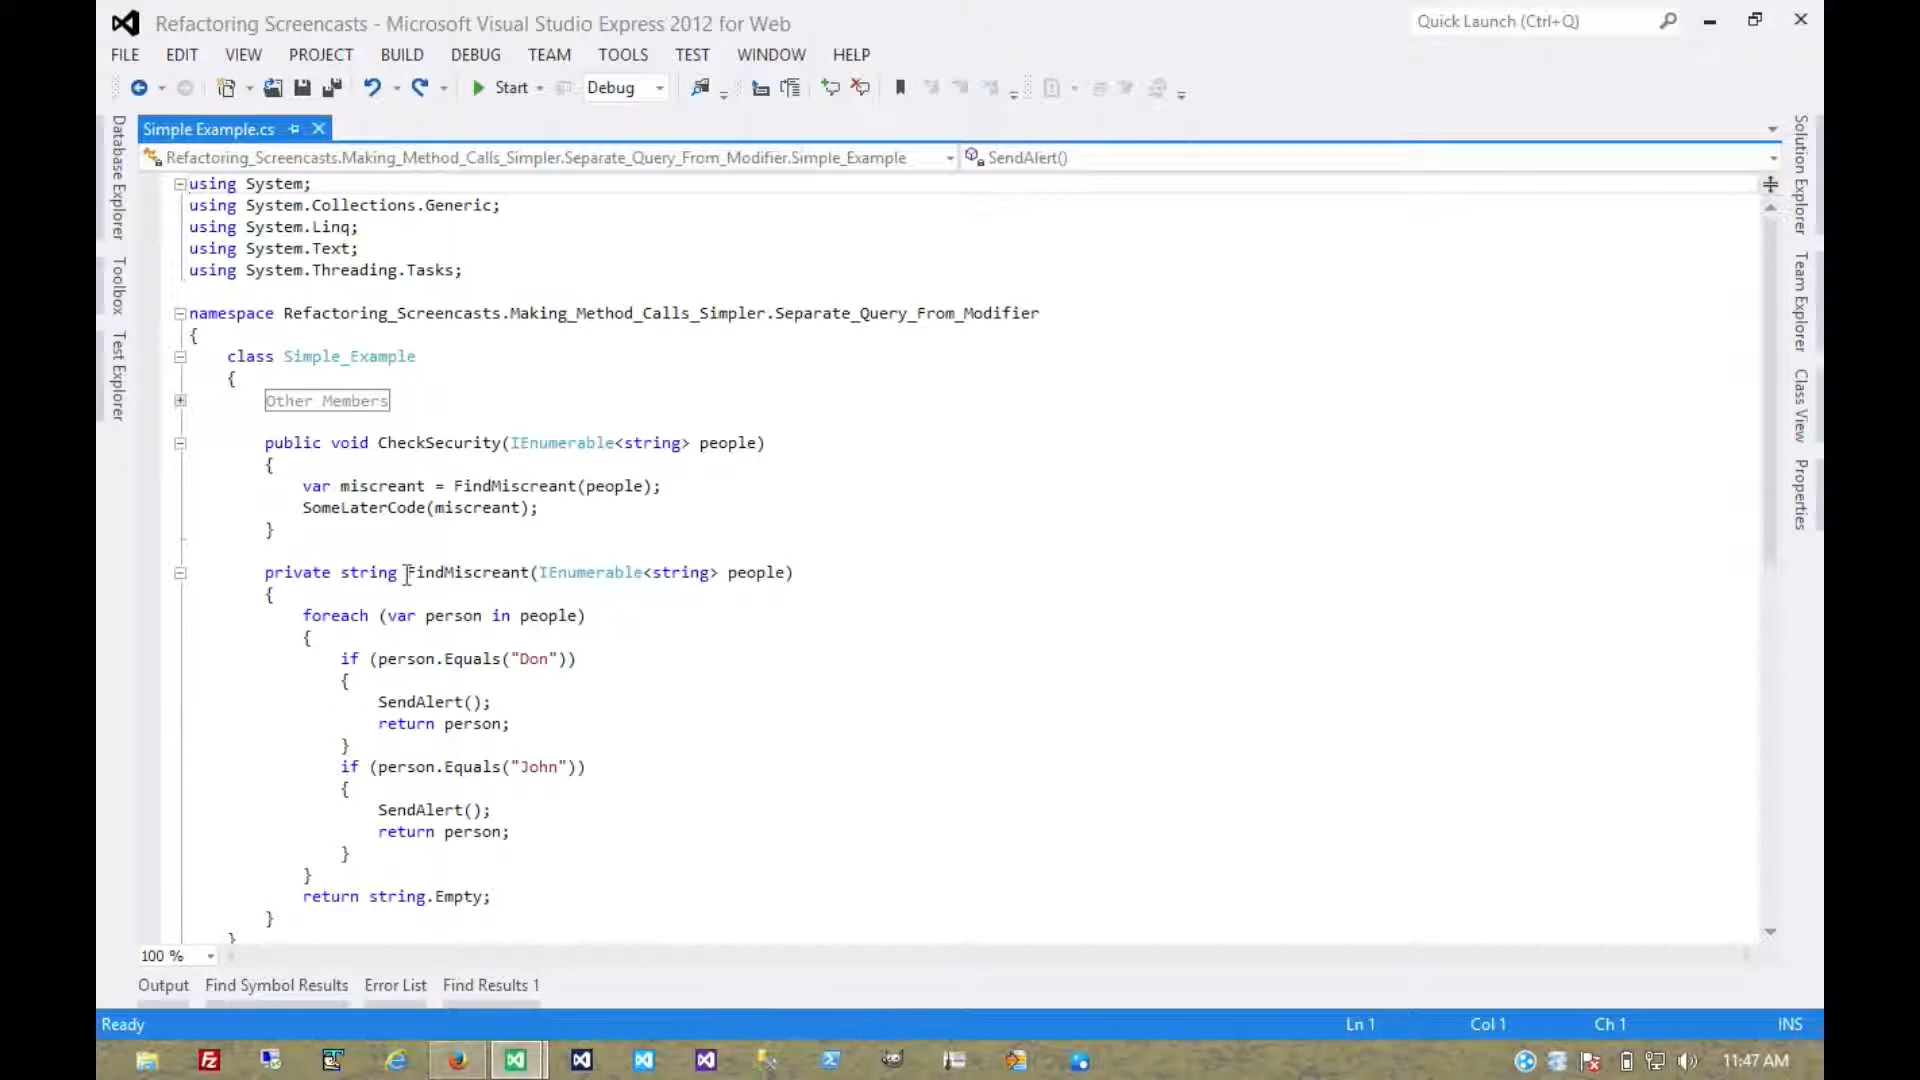 Refactoring Screencasts - Microsoft Visual Studio Express 2012 for Web
Quick Launch (Ctrl+Q)
FILE EDIT VIEW PROJECT BUILD DEBUG TEAM TOOLS TEST WINDOW HELP
Start Debug
Simple Example.cs
Refactoring_Screencasts.Making_Method_Calls_Simpler.Separate_Query_From_Modifier.Simple_Example
SendAlert()
Database Explorer
Toolbox
Test Explorer
using System;
using System.Collections.Generic;
using System.Linq;
using System.Text;
using System.Threading.Tasks;
namespace Refactoring_Screencasts.Making_Method_Calls_Simpler.Separate_Query_From_Modifier
{
class Simple_Example
{
Other Members
public void CheckSecurity(IEnumerable<string> people)
{
var miscreant = FindMiscreant(people);
SomeLaterCode(miscreant);
}
private string FindMiscreant(IEnumerable<string> people)
{
foreach (var person in people)
{
if (person.Equals("Don"))
{
SendAlert();
return person;
}
if (person.Equals("John"))
{
SendAlert();
return person;
}
}
return string.Empty;
}
}
Solution Explorer
Team Explorer
Class View
Properties
100 %
Output Find Symbol Results Error List Find Results 1
Ready Ln 1 Col 1 Ch 1 INS
11:47 AM